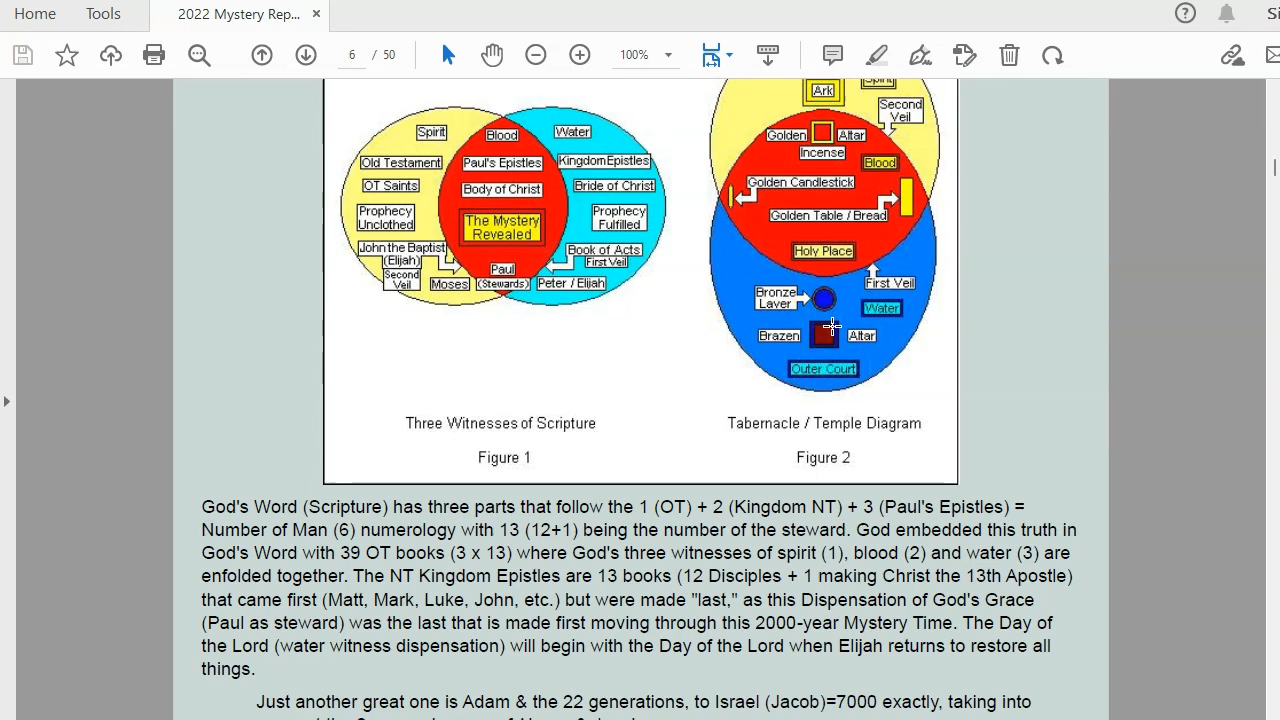 Home
Tools
2022 Mystery Rep...
×
6 / 50
100%
Spirit
Blood
Water
Old Testament
Paul's Epistles
Kingdom Epistles
OT Saints
Body of Christ
Bride of Christ
Prophecy
Unclothed
The Mystery
Revealed
Prophecy
Fulfilled
John the Baptist
(Elijah)
Book of Acts
First Veil
Second
Veil
Moses
Paul
(Stewards)
Peter / Elijah
Ark
Spirit
Second
Veil
Golden
Altar
Incense
Blood
Golden Candlestick
Golden Table / Bread
Holy Place
First Veil
Bronze
Laver
Water
Brazen
Altar
Outer Court
Three Witnesses of Scripture
Tabernacle / Temple Diagram
Figure 1
Figure 2
God's Word (Scripture) has three parts that follow the 1 (OT) + 2 (Kingdom NT) + 3 (Paul's Epistles) =
Number of Man (6) numerology with 13 (12+1) being the number of the steward. God embedded this truth in
God's Word with 39 OT books (3 x 13) where God's three witnesses of spirit (1), blood (2) and water (3) are
enfolded together. The NT Kingdom Epistles are 13 books (12 Disciples + 1 making Christ the 13th Apostle)
that came first (Matt, Mark, Luke, John, etc.) but were made "last," as this Dispensation of God's Grace
(Paul as steward) was the last that is made first moving through this 2000-year Mystery Time. The Day of
the Lord (water witness dispensation) will begin with the Day of the Lord when Elijah returns to restore all
things.
Just another great one is Adam & the 22 generations, to Israel (Jacob)=7000 exactly, taking into